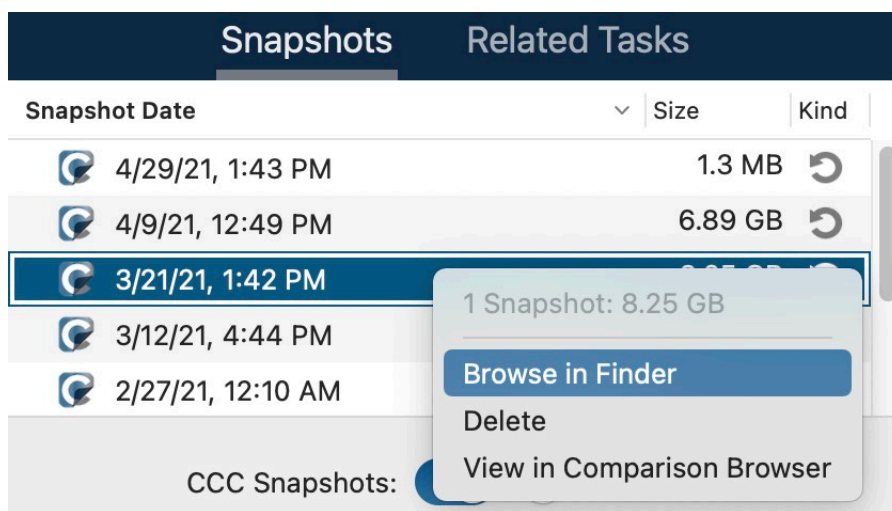 Snapshots Related Tasks
Snapshot Date Size Kind
4/29/21, 1:43 PM 1.3 MB
4/9/21, 12:49 PM 6.89 GB
3/21/21, 1:42 PM
1 Snapshot: 8.25 GB
3/12/21, 4:44 PM
Browse in Finder
2/27/21, 12:10 AM
Delete
View in Comparison Browser
CCC Snapshots: